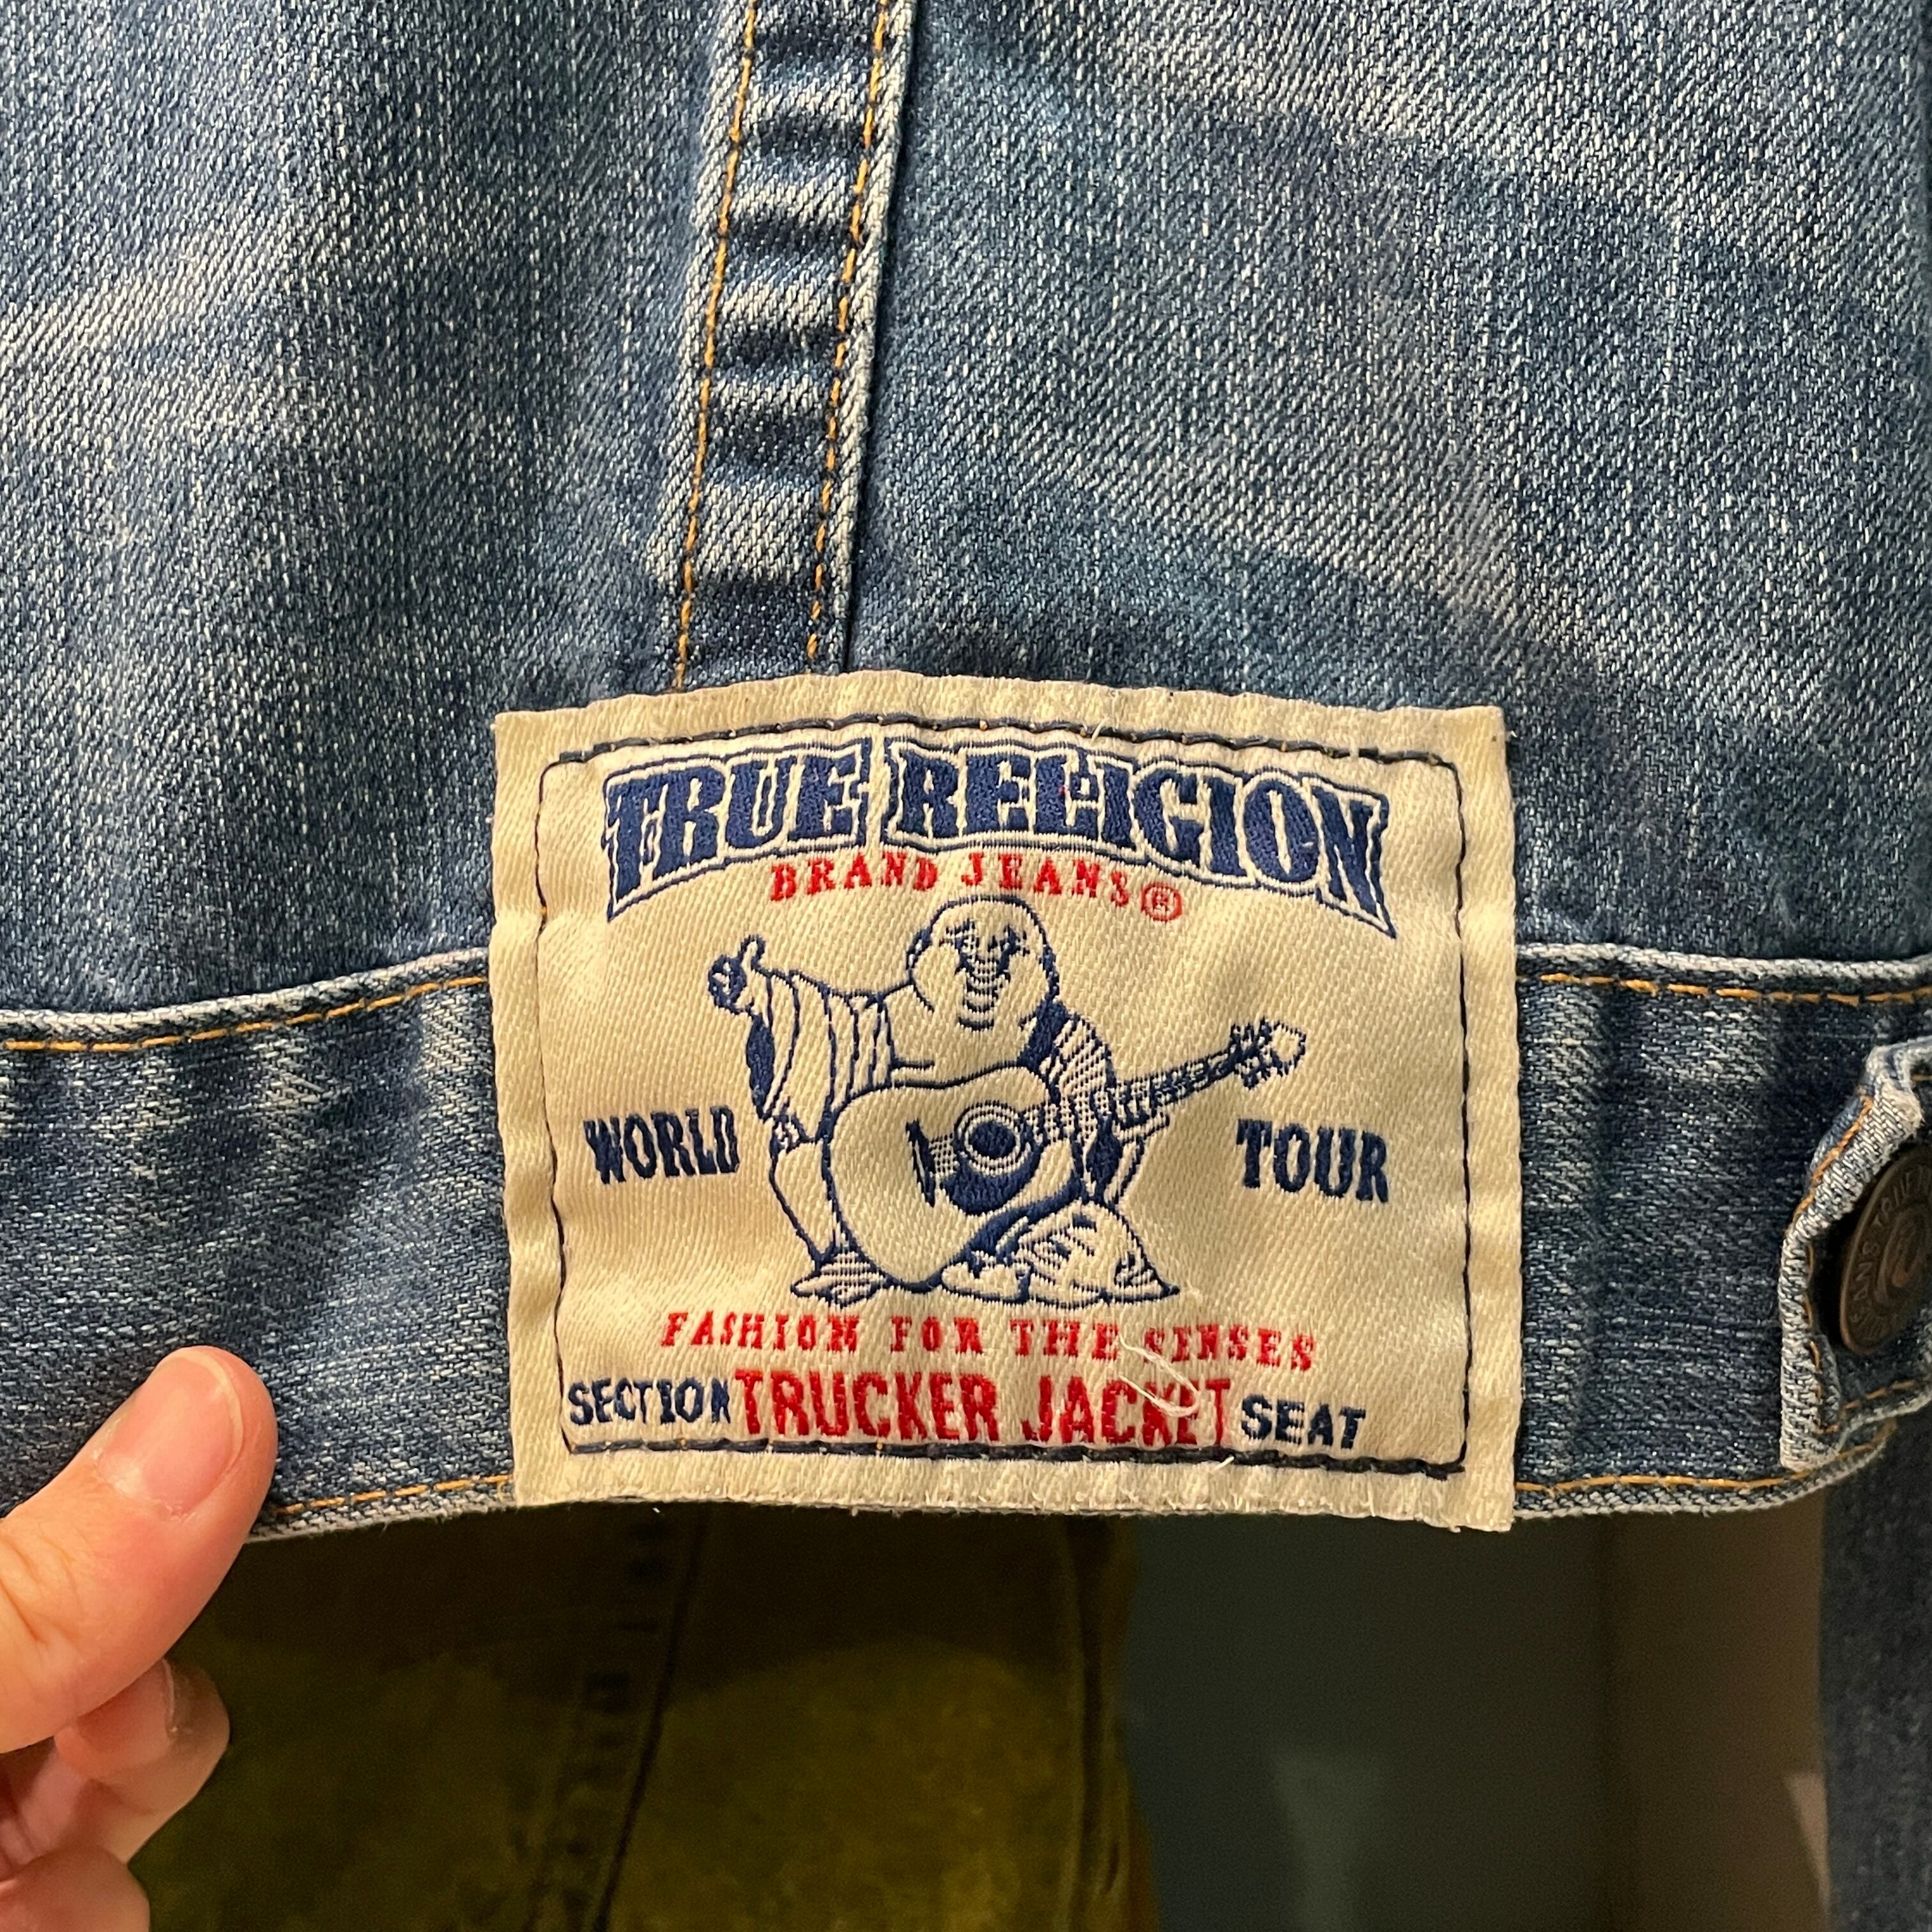 TRUE RELIGION
BRAND JEANS®
WORLD TOUR
FASHION FOR THE SENSES
SECTION TRUCKER JACKET SEAT